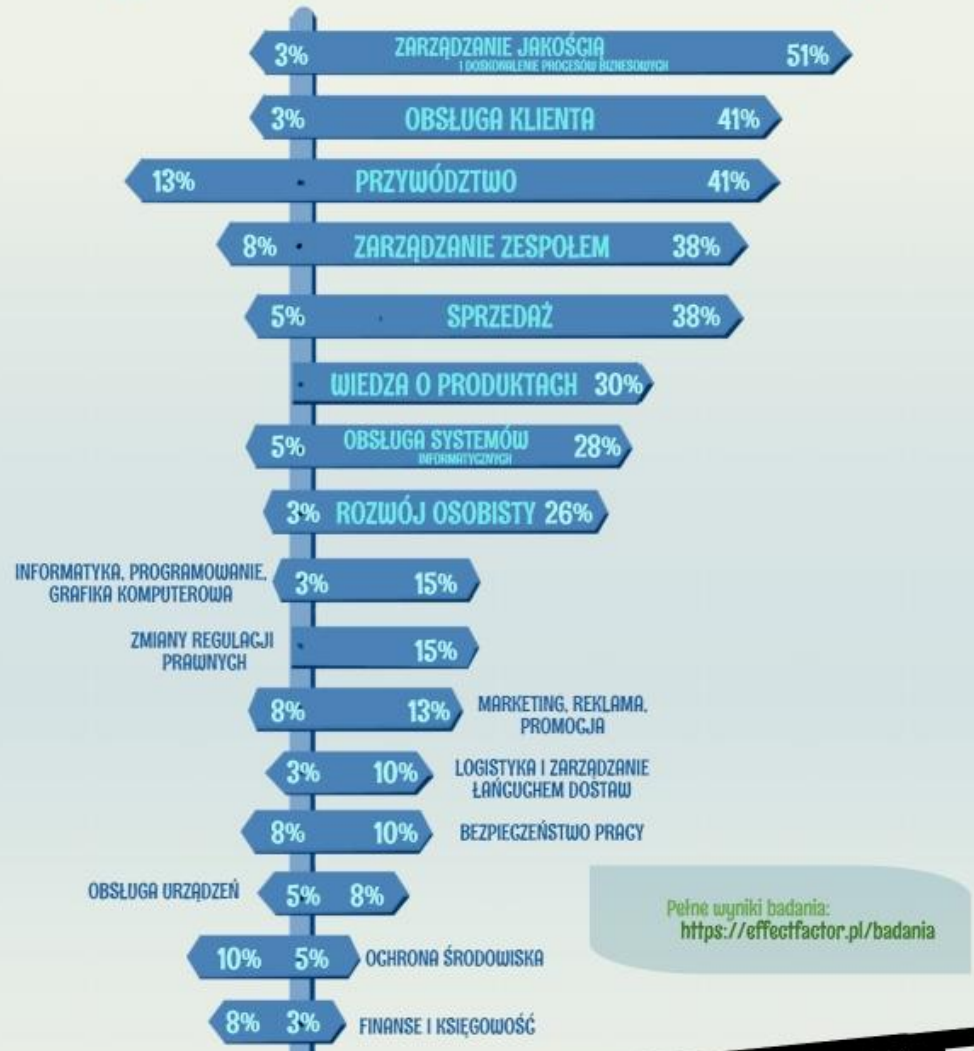 3% ZARZĄDZANIE JAKOŚCIĄ 51%
I DOSKONALENIE PROCESÓW BIZNESOWYCH
3% OBSŁUGA KLIENTA 41%
13% PRZYWÓDZTWO 41%
8% ZARZĄDZANIE ZESPOŁEM 38%
5% SPRZEDAŻ 38%
WIEDZA O PRODUKTACH 30%
5% OBSŁUGA SYSTEMÓW 28%
INFORMATYCZNYCH
3% ROZWÓJ OSOBISTY 26%
INFORMATYKA, PROGRAMOWANIE,
GRAFIKA KOMPUTEROWA
3% 15%
ZMIANY REGULACJI
PRAWNYCH
15%
8% 13%
MARKETING, REKLAMA,
PROMOCJA
3% 10%
LOGISTYKA I ZARZĄDZANIE
ŁAŃCUCHEM DOSTAW
8% 10% BEZPIECZEŃSTWO PRACY
OBSŁUGA URZĄDZEŃ 5% 8%
10% 5% OCHRONA ŚRODOWISKA
8% 3% FINANSE I KSIĘGOWOŚĆ
Pełne wyniki badania:
https://effectfactor.pl/badania